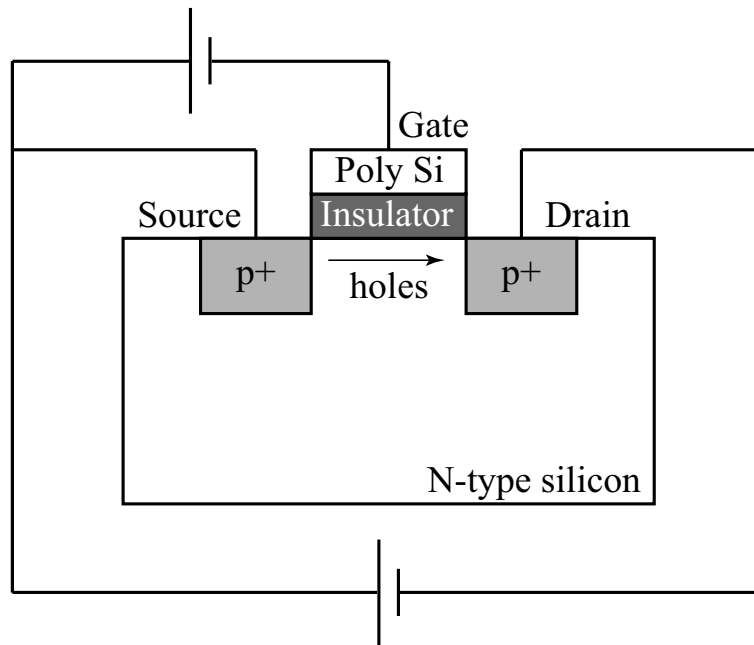 Gate
Poly Si
Source
Insulator
Drain
p+
holes
p+
N-type silicon